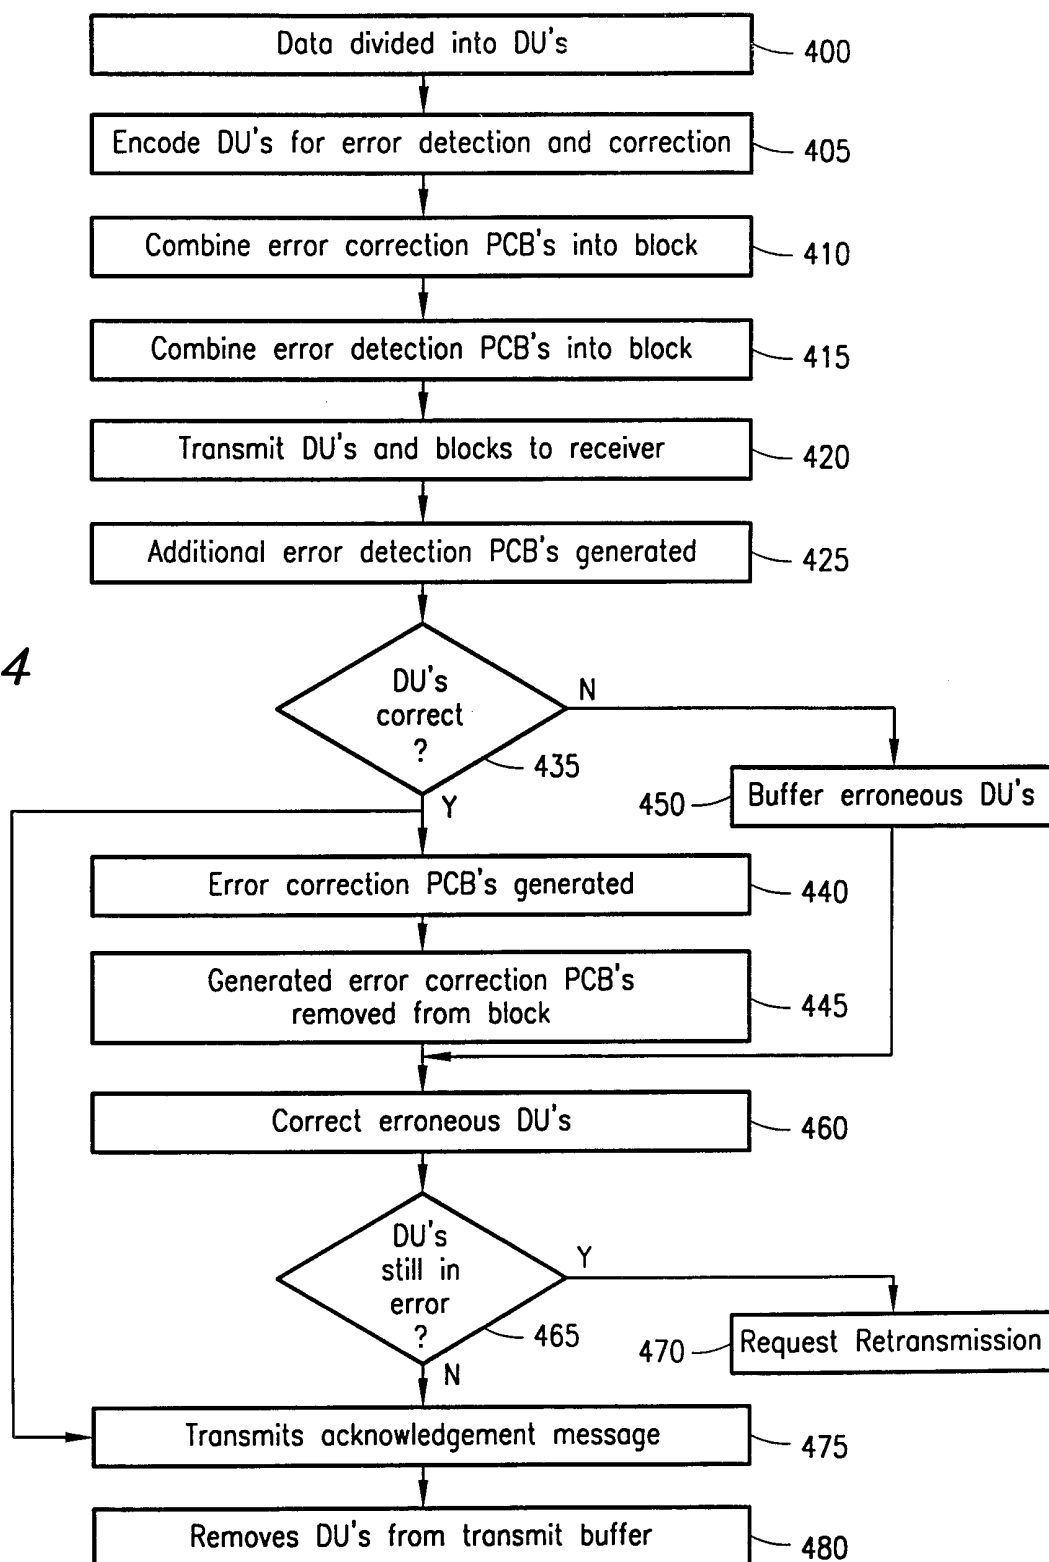 Data divided into DU's
400
Encode DU's for error detection and correction
405
Combine error correction PCB's into block
410
Combine error detection PCB's into block
415
Transmit DU's and blocks to receiver
420
Additional error detection PCB's generated
425
4
DU's
correct
?
435
N
Y
450
Buffer erroneous DU's
Error correction PCB's generated
440
Generated error correction PCB's
removed from block
445
Correct erroneous DU's
460
DU's
still in
error
?
465
Y
N
470
Request Retransmission
Transmits acknowledgement message
475
Removes DU's from transmit buffer
480